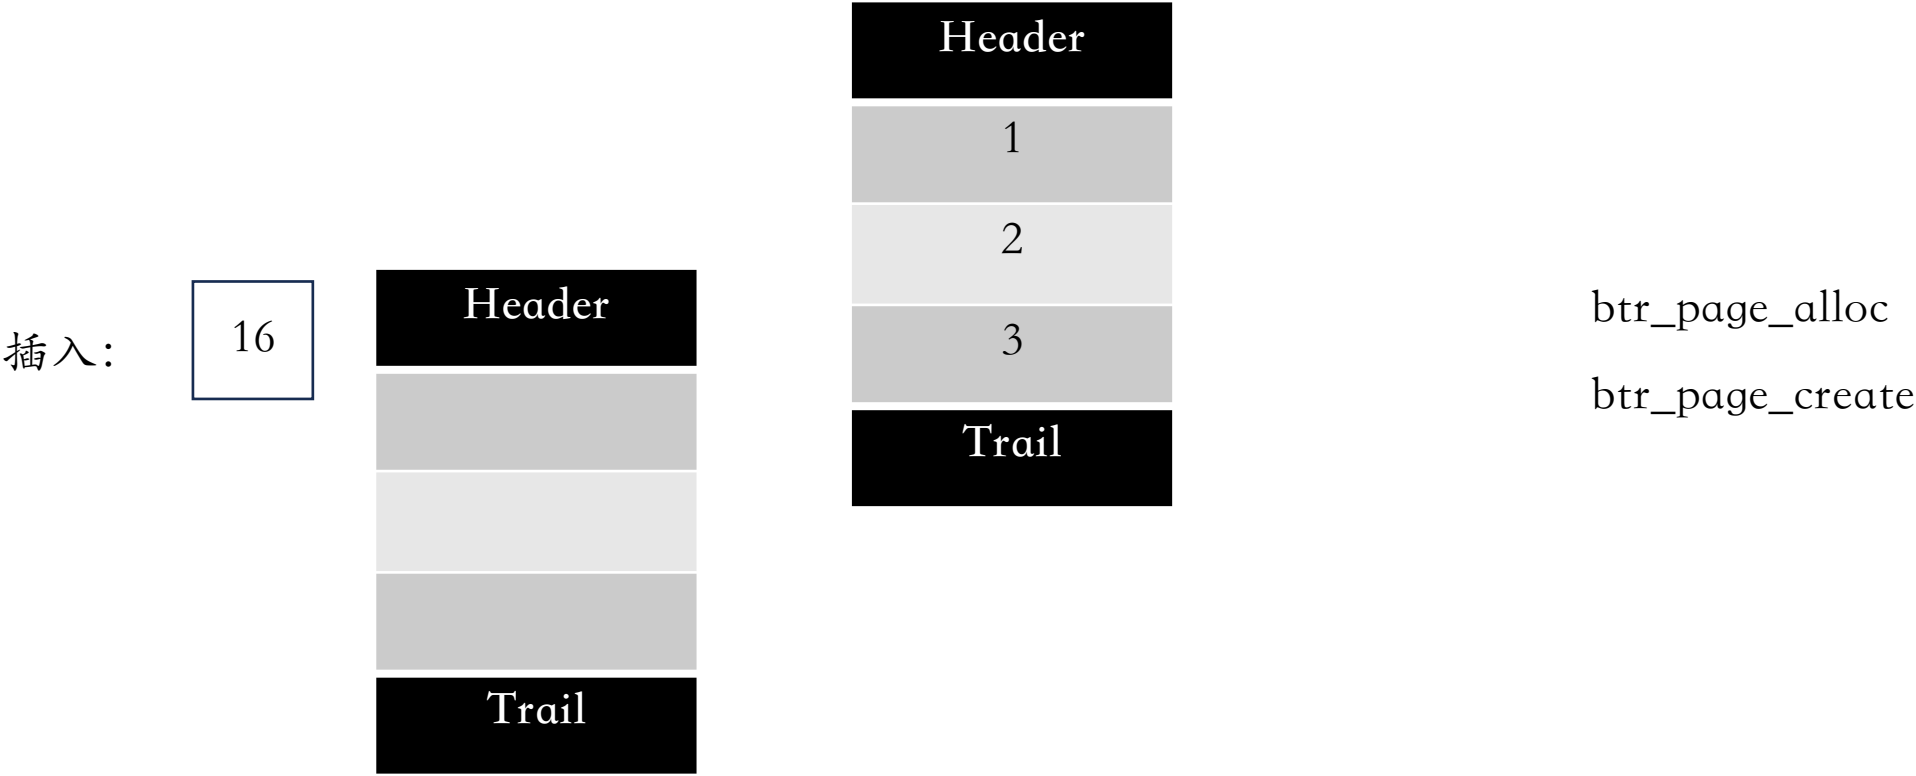 插入：
16
Header
Trail
Header
1
2
3
Trail
btr_page_alloc
btr_page_create